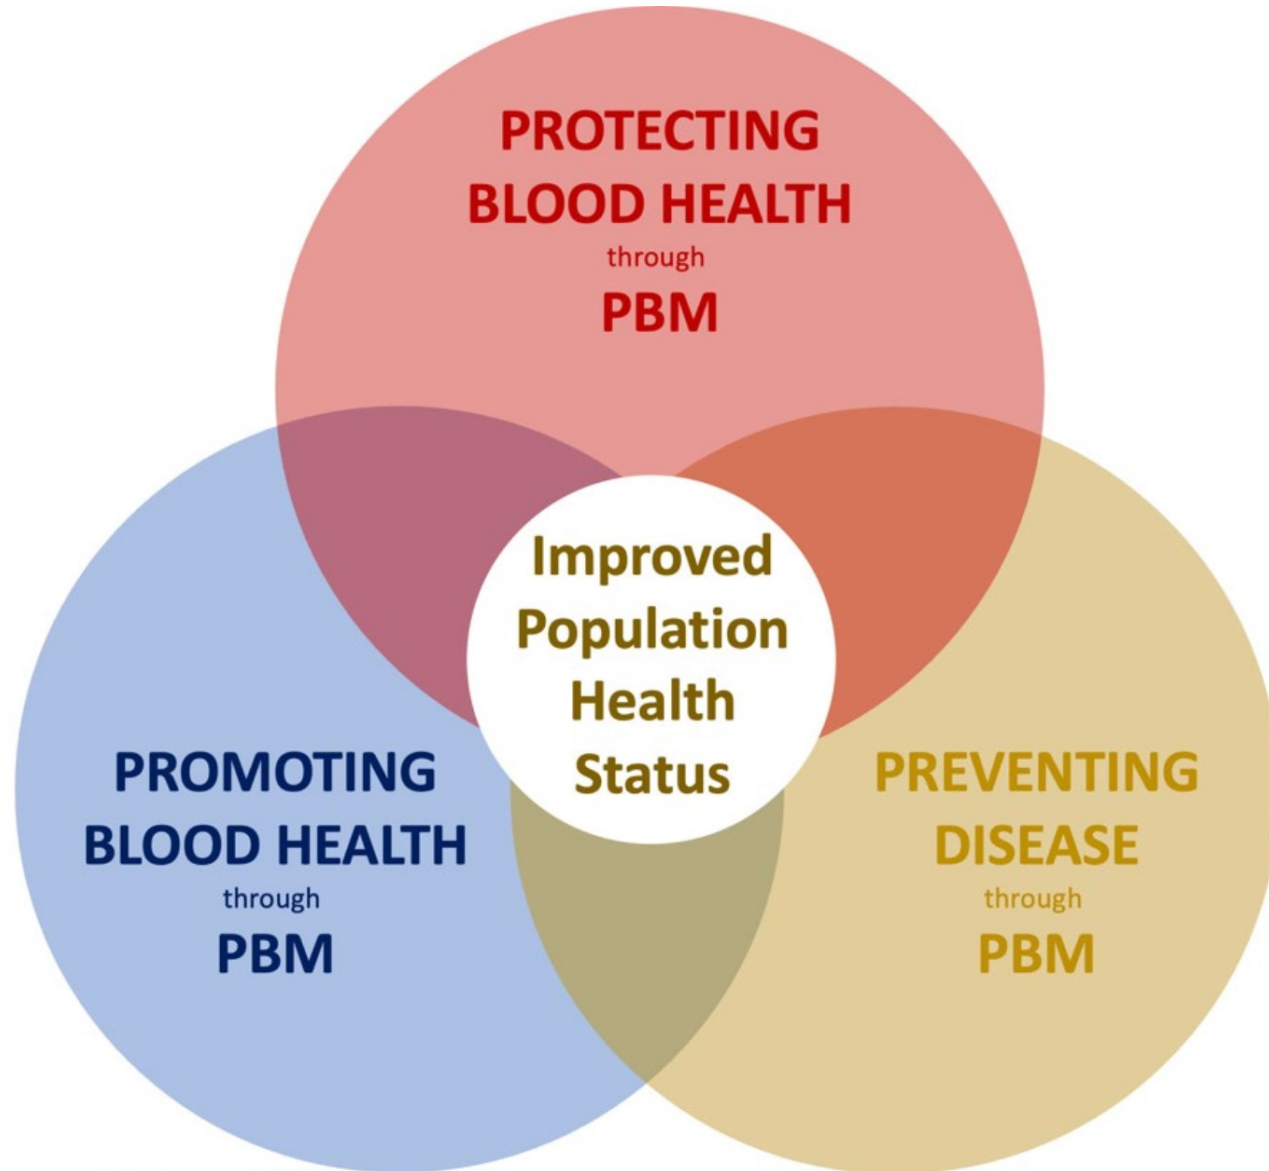 PROTECTING
BLOOD HEALTH
through
PBM
Improved
Population
Health
Status
PROMOTING
BLOOD HEALTH
through
PBM
PREVENTING
DISEASE
through
PBM